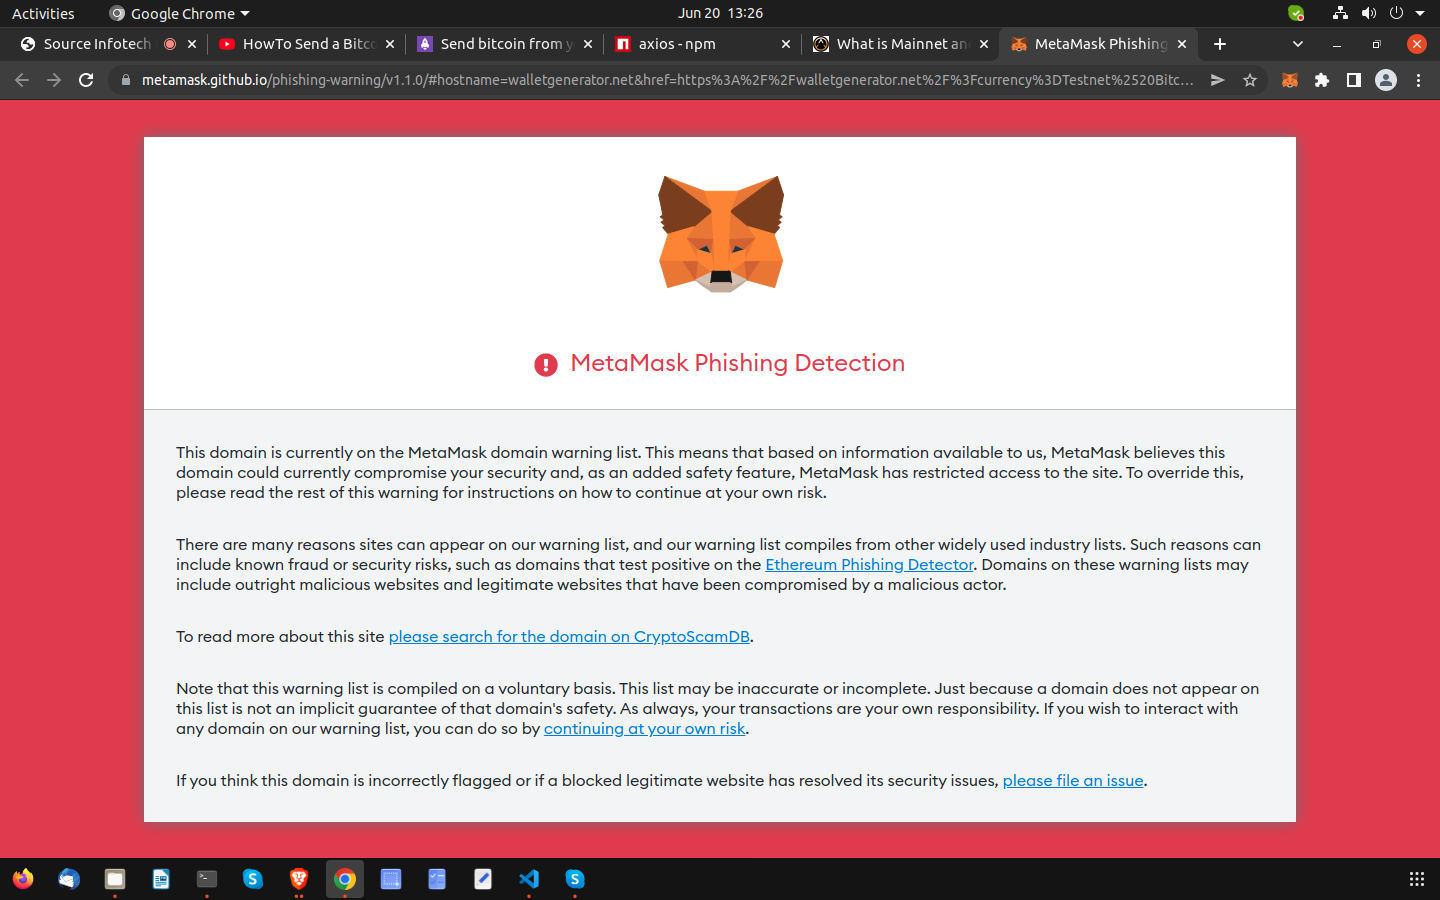 Activities
Google Chrome
Jun 20 13:26
Source Infotech
HowTo Send a Bitco
Send bitcoin from y
axios - npm
What is Mainnet an
MetaMask Phishing
metamask.github.io/phishing-warning/v1.1.0/#hostname=walletgenerator.net&href=https%3A%2F%2Fwalletgenerator.net%2F%3Fcurrency%3DTestnet%2520Bitc...
MetaMask Phishing Detection
This domain is currently on the MetaMask domain warning list. This means that based on information available to us, MetaMask believes this
domain could currently compromise your security and, as an added safety feature, MetaMask has restricted access to the site. To override this,
please read the rest of this warning for instructions on how to continue at your own risk.
There are many reasons sites can appear on our warning list, and our warning list compiles from other widely used industry lists. Such reasons can
include known fraud or security risks, such as domains that test positive on the Ethereum Phishing Detector. Domains on these warning lists may
include outright malicious websites and legitimate websites that have been compromised by a malicious actor.
To read more about this site please search for the domain on CryptoScamDB.
Note that this warning list is compiled on a voluntary basis. This list may be inaccurate or incomplete. Just because a domain does not appear on
this list is not an implicit guarantee of that domain's safety. As always, your transactions are your own responsibility. If you wish to interact with
any domain on our warning list, you can do so by continuing at your own risk.
If you think this domain is incorrectly flagged or if a blocked legitimate website has resolved its security issues, please file an issue.